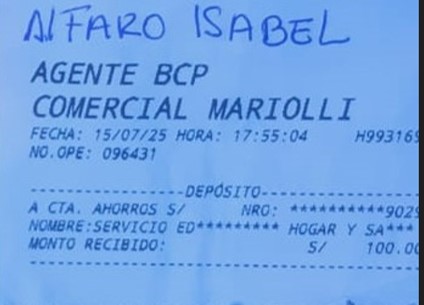 ALFARO ISABEL
AGENTE BCP
COMERCIAL MARIOLLI
FECHA: 15/07/25 HORA: 17:55:04 H993169
NO.OPE: 096431
----------------DEPÓSITO----------------
A CTA. AHORROS S/ NRO: **********9029
NOMBRE:SERVICIO ED********* HOGAR Y SA***
MONTO RECIBIDO: S/ 100.00